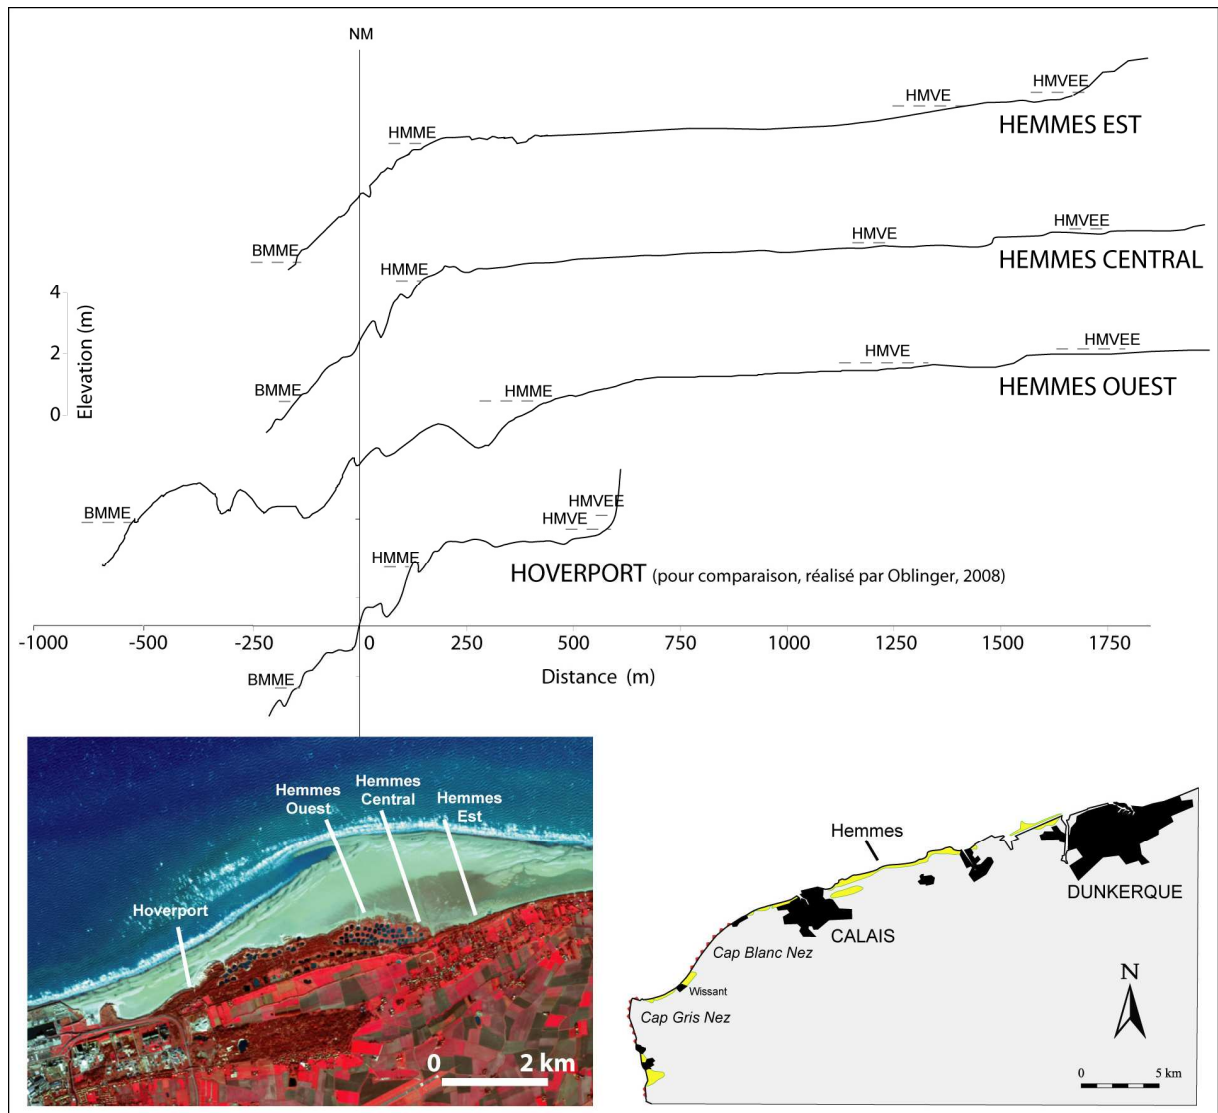 NM
HMVEE
HMVE
HEMMES EST
HMME
BMME
HMVEE
HMVE
HEMMES CENTRAL
HMME
BMME
4
2
0
Elevation (m)
HMVEE
HMVE
HEMMES OUEST
HMME
BMME
HMVEE
HMVE
HMME
HOVERPORT (pour comparaison, réalisé par Oblinger, 2008)
BMME
-1000 -500 -250 0 250 500 750 1000 1250 1500 1750
Distance (m)
Hemmes
Ouest
Hemmes
Central
Hemmes
Est
Hoverport
0 2 km
Hemmes
DUNKERQUE
CALAIS
Cap Blanc Nez
Wissant
Cap Gris Nez
N
0 5 km